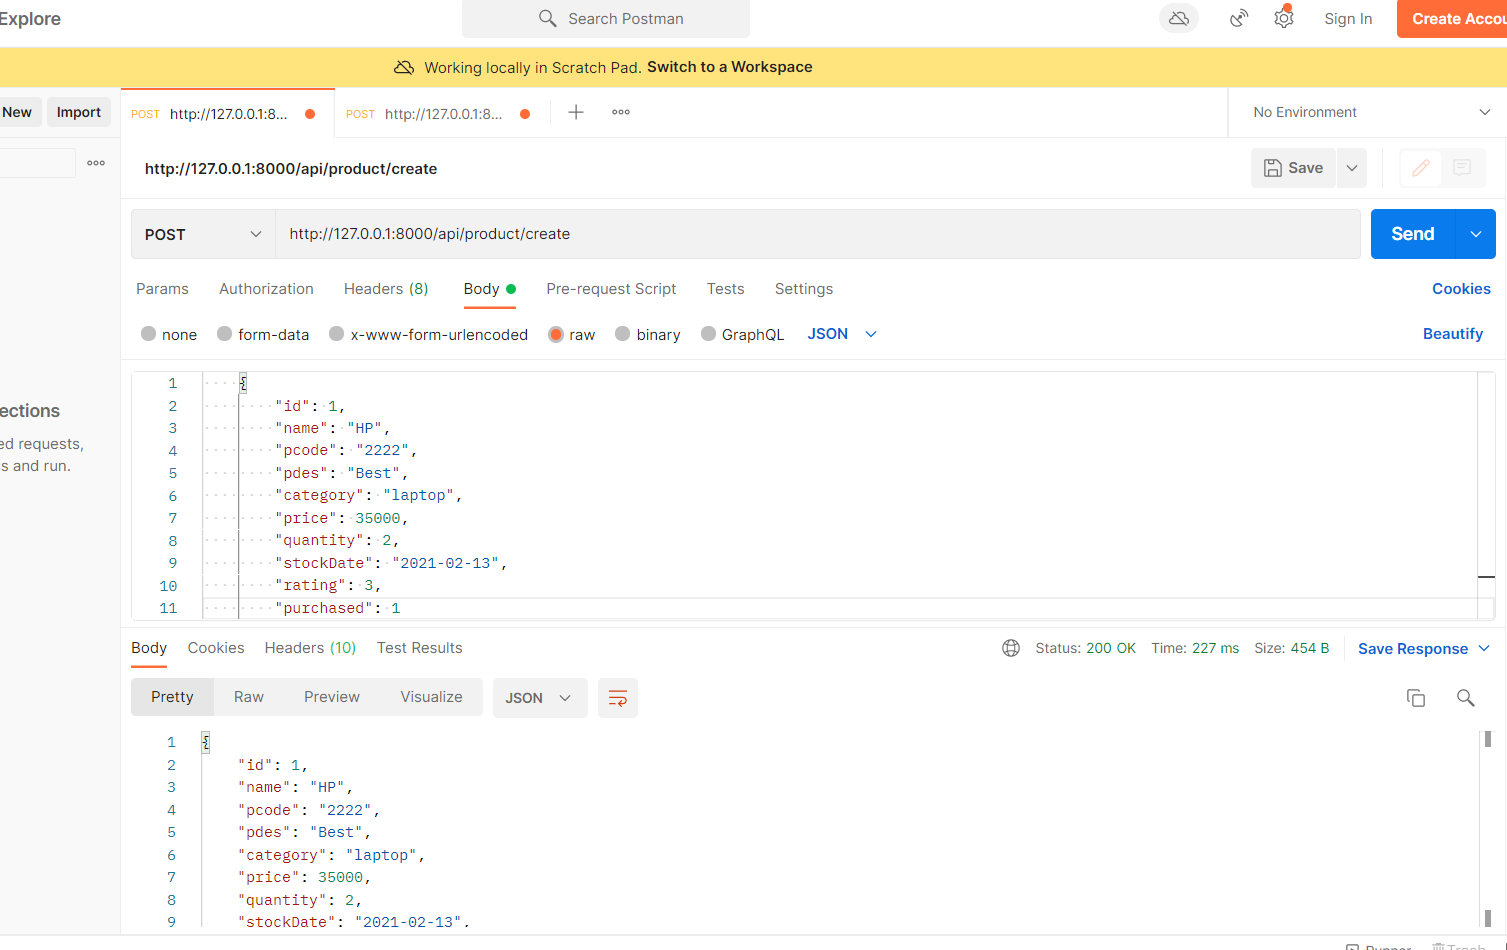 Explore
Search Postman
Sign In
Create Accou
Working locally in Scratch Pad. Switch to a Workspace
New
Import
POST http://127.0.0.1:8...
POST http://127.0.0.1:8...
No Environment
http://127.0.0.1:8000/api/product/create
Save
POST
http://127.0.0.1:8000/api/product/create
Send
Params Authorization Headers (8) Body Pre-request Script Tests Settings
Cookies
none form-data x-www-form-urlencoded raw binary GraphQL JSON
Beautify
ections
ed requests,
s and run.
1 {
2 "id": 1,
3 "name": "HP",
4 "pcode": "2222",
5 "pdes": "Best",
6 "category": "laptop",
7 "price": 35000,
8 "quantity": 2,
9 "stockDate": "2021-02-13",
10 "rating": 3,
11 "purchased": 1
Body Cookies Headers (10) Test Results
Status: 200 OK Time: 227 ms Size: 454 B
Save Response
Pretty Raw Preview Visualize JSON
1 {
2 "id": 1,
3 "name": "HP",
4 "pcode": "2222",
5 "pdes": "Best",
6 "category": "laptop",
7 "price": 35000,
8 "quantity": 2,
9 "stockDate": "2021-02-13",
Runner Trash